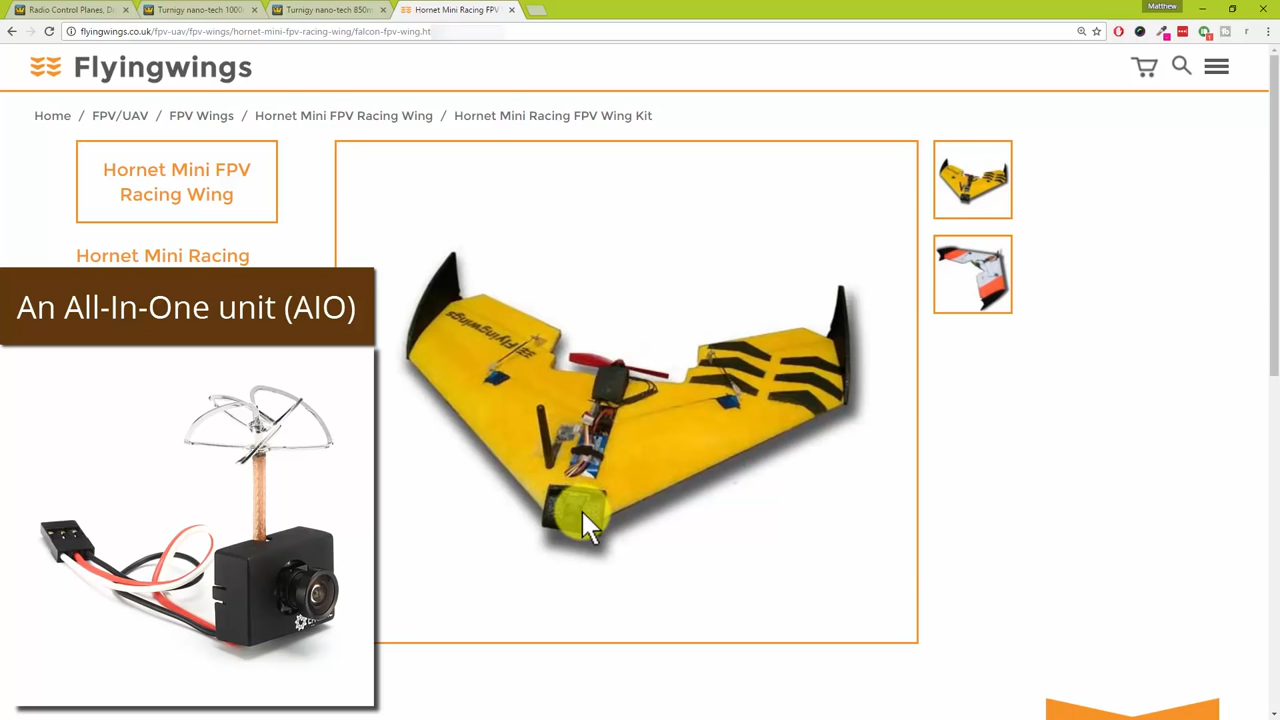 Radio Control Planes, D
Turnigy nano-tech 1000
Turnigy nano-tech 850m
Hornet Mini Racing FPV
Matthew
flyingwings.co.uk/fpv-uav/fpv-wings/hornet-mini-fpv-racing-wing/falcon-fpv-wing.ht
Flyingwings
Home / FPV/UAV / FPV Wings / Hornet Mini FPV Racing Wing / Hornet Mini Racing FPV Wing Kit
Hornet Mini FPV
Racing Wing
Hornet Mini Racing
An All-In-One unit (AIO)
Flyingwings